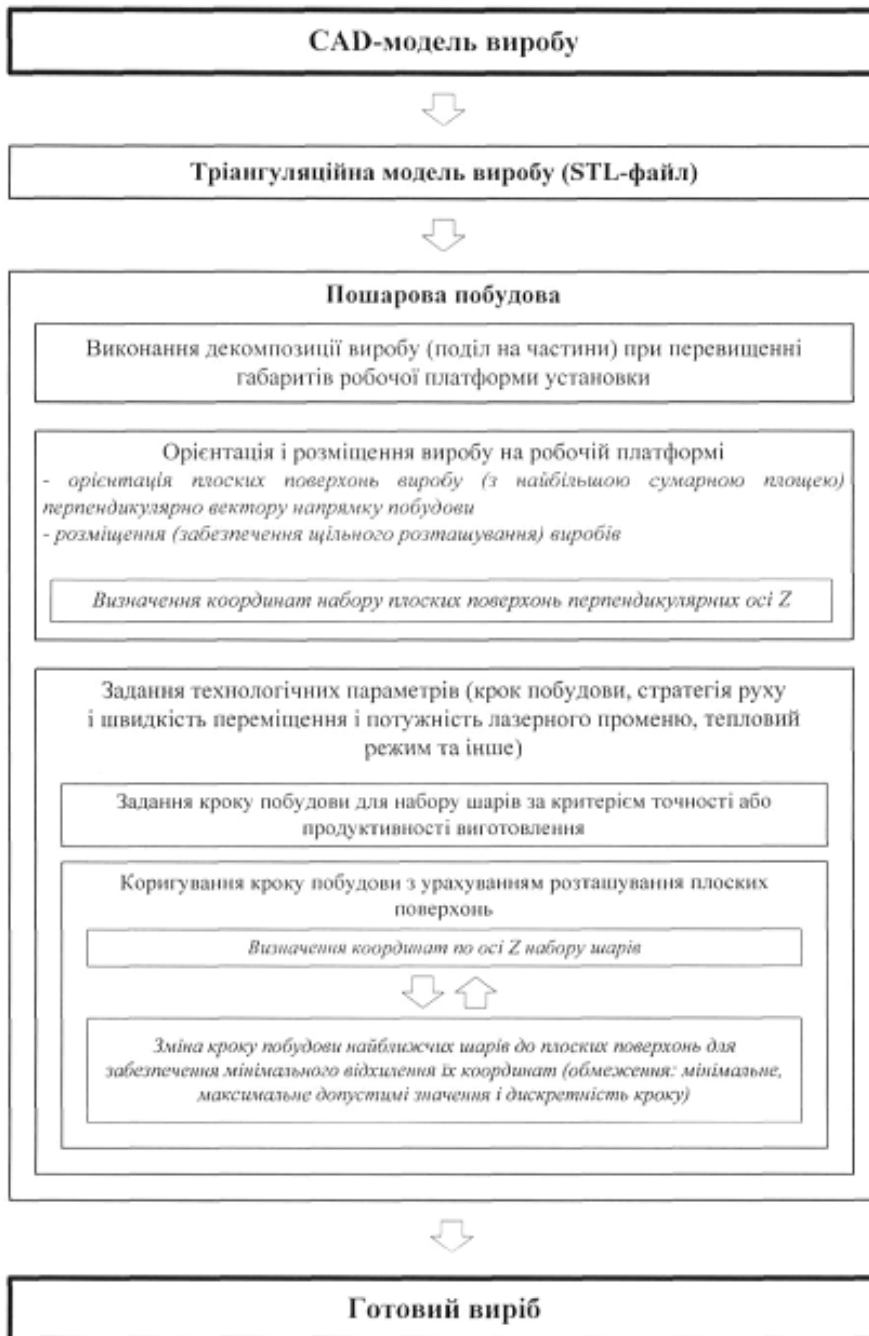 CAD-модель виробу
Тріангуляційна модель виробу (STL-файл)
Пошарова побудова
Виконання декомпозиції виробу (поділ на частини) при перевищенні
габаритів робочої платформи установки
Орієнтація і розміщення виробу на робочій платформі
- орієнтація плоских поверхонь виробу (з найбільшою сумарною площею)
перпендикулярно вектору напрямку побудови
- розміщення (забезпечення щільного розташування) виробів
Визначення координат набору плоских поверхонь перпендикулярних осі Z
Задання технологічних параметрів (крок побудови, стратегія руху
і швидкість переміщення і потужність лазерного променю, тепловий
режим та інше)
Задання кроку побудови для набору шарів за критерієм точності або
продуктивності виготовлення
Коригування кроку побудови з урахуванням розташування плоских
поверхонь
Визначення координат по осі Z набору шарів
Зміна кроку побудови найближчих шарів до плоских поверхонь для
забезпечення мінімального відхилення їх координат (обмеження: мінімальне,
максимальне допустимі значення і дискретність кроку)
Готовий виріб